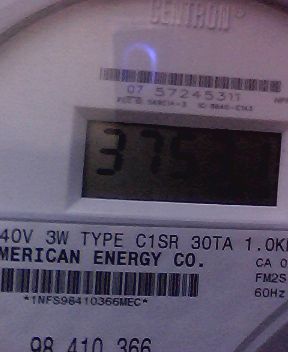 CENTRON®
07 57245311
375
40V 3W TYPE C1SR 30TA 1.0K
MERICAN ENERGY CO.
CA 0
FM2S
*1NFS98410366MEC*
60Hz
98 410 366